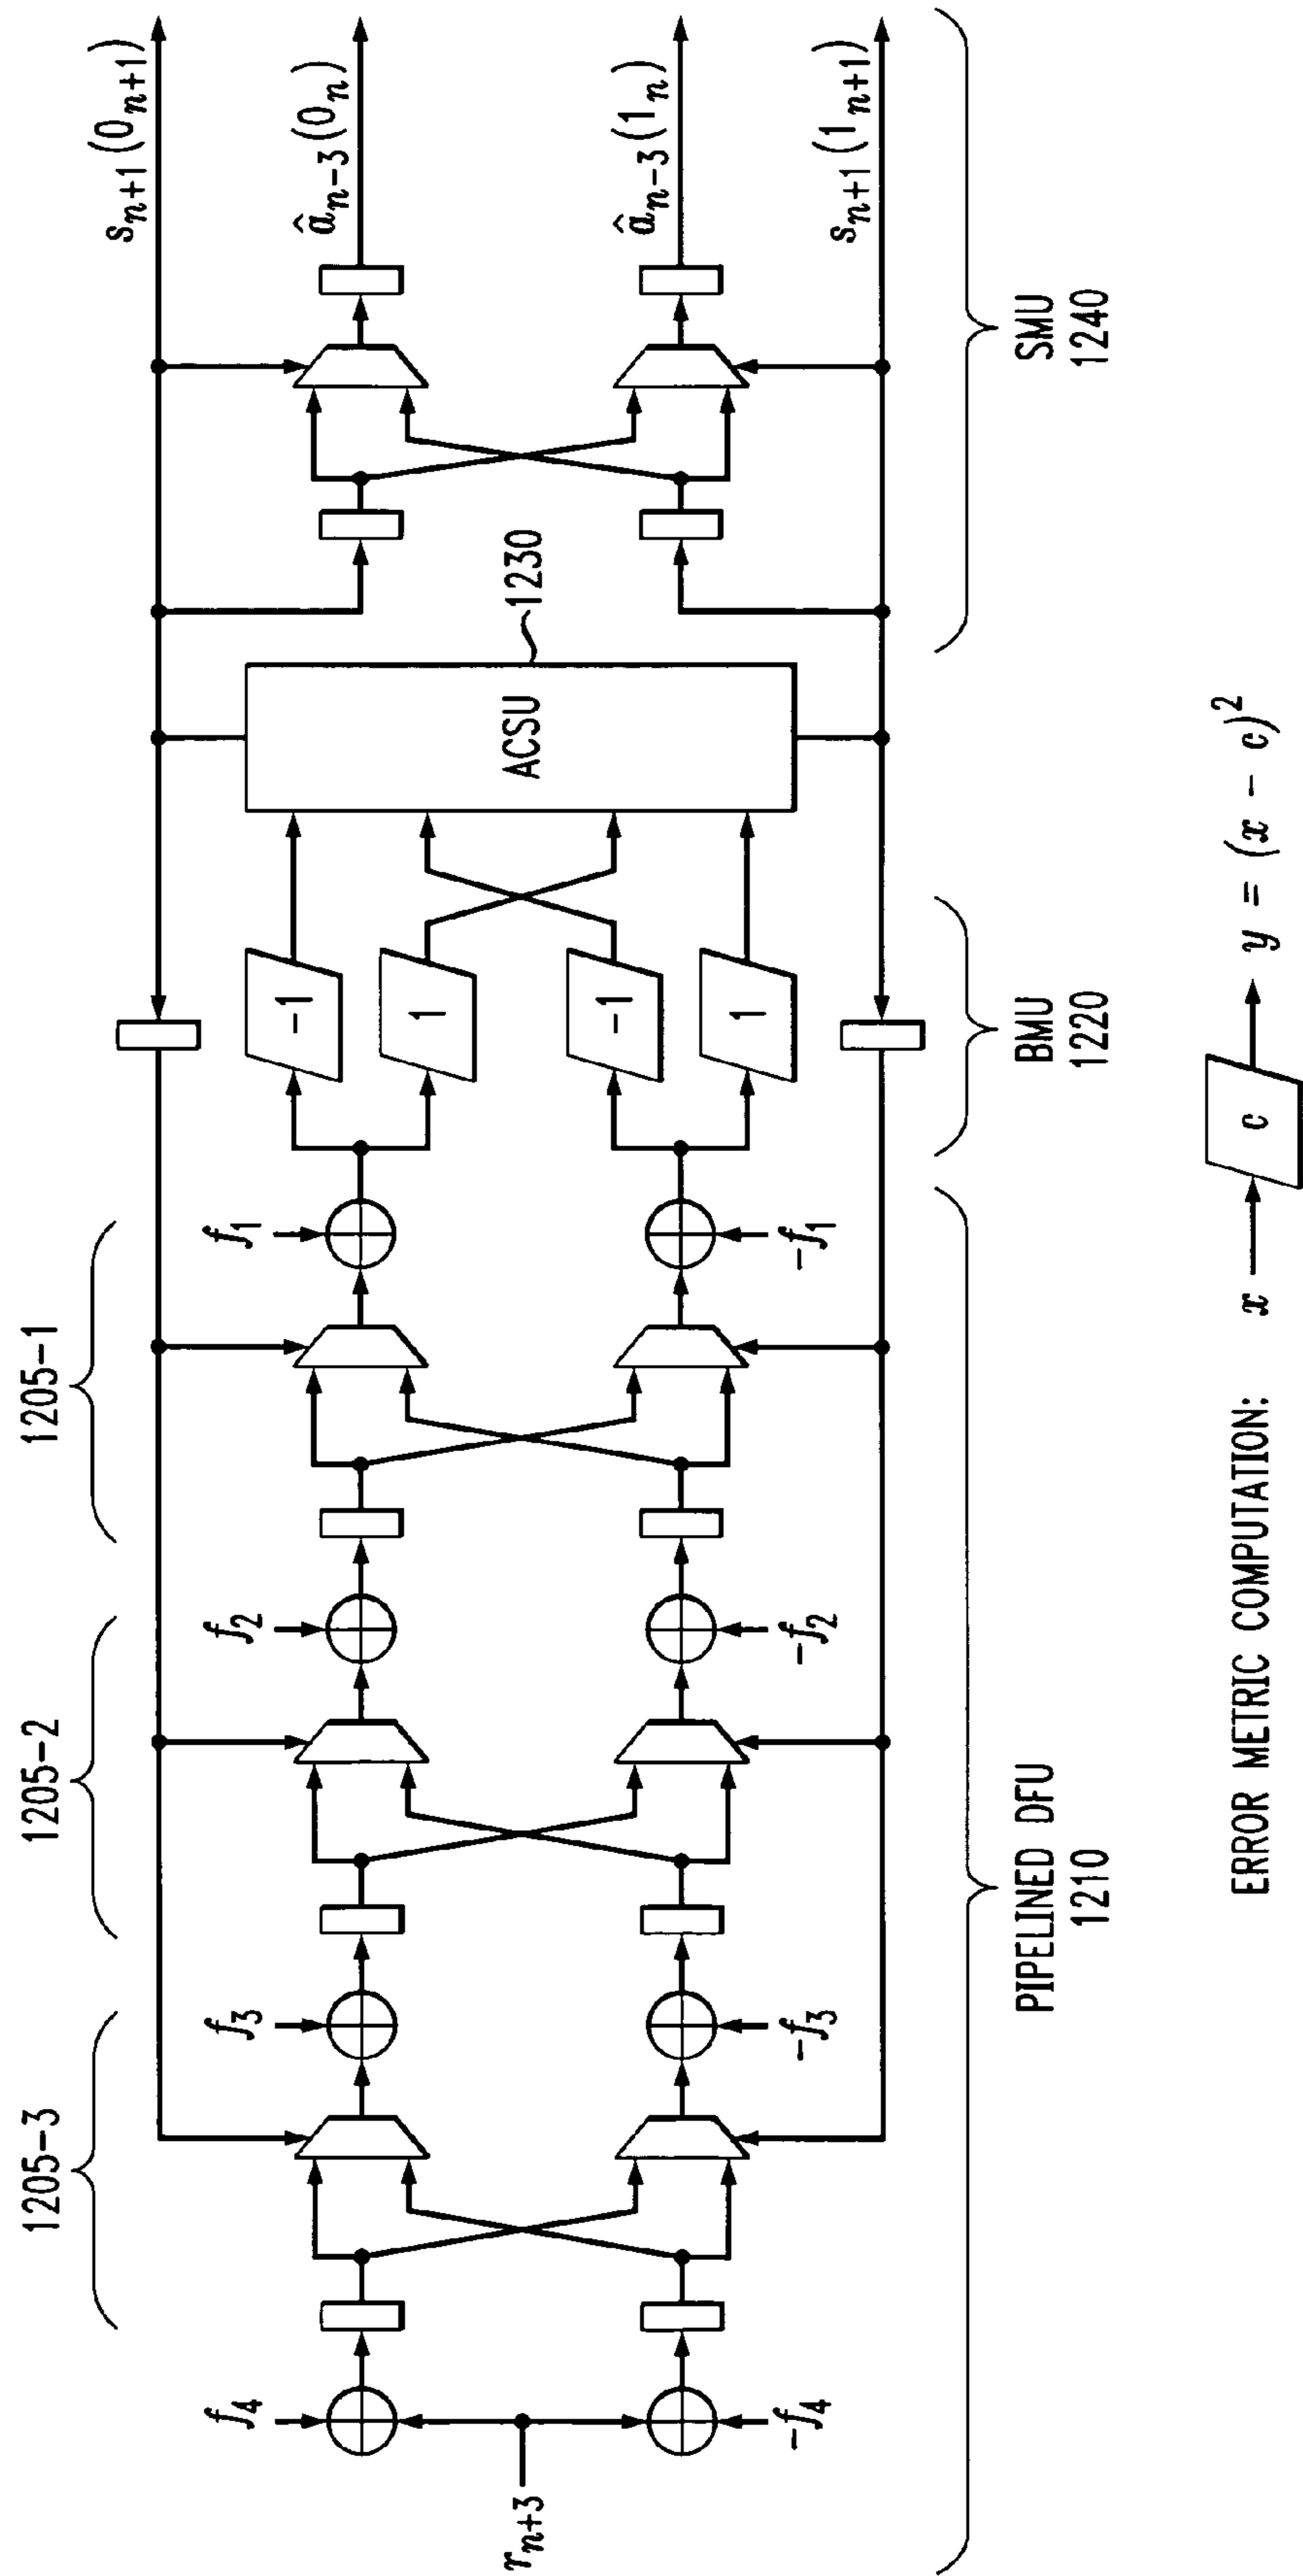 1205-3
1205-2
1205-1
s_{n+1}(0_{n+1})
f_4
f_3
f_2
f_1
-1
1
ACSU
1230
â_{n-3}(0_n)
r_{n+3}
-1
1
â_{n-3}(1_n)
-f_4
-f_3
-f_2
-f_1
s_{n+1}(1_{n+1})
PIPELINED DFU
1210
BMU
1220
SMU
1240
ERROR METRIC COMPUTATION: x c y = (x - c)^2